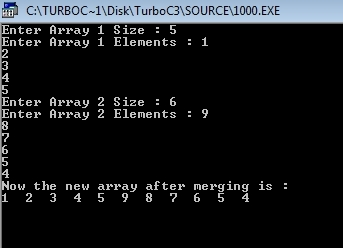 C:\TURBOC~1\Disk\TurboC3\SOURCE\1000.EXE
Enter Array 1 Size : 5
Enter Array 1 Elements : 1
2
3
4
5
Enter Array 2 Size : 6
Enter Array 2 Elements : 9
8
7
6
5
4
Now the new array after merging is :
1 2 3 4 5 9 8 7 6 5 4